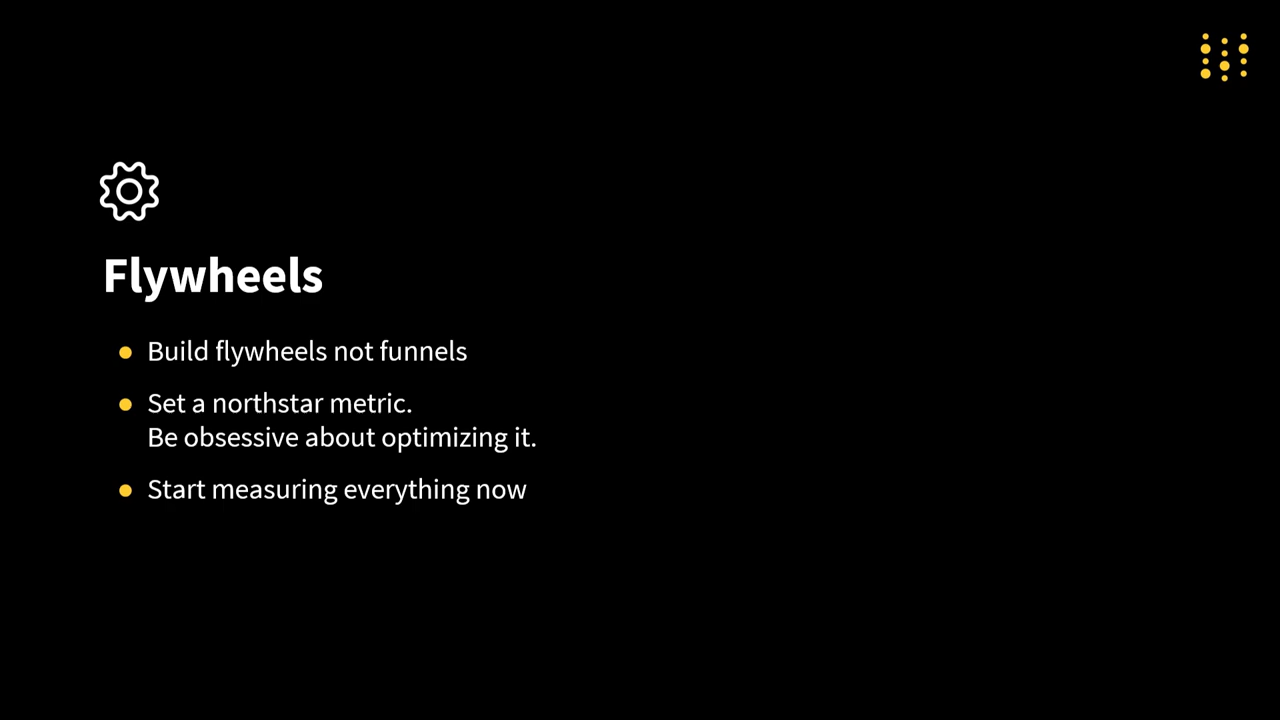 Flywheels
Build flywheels not funnels
Set a northstar metric.
Be obsessive about optimizing it.
Start measuring everything now